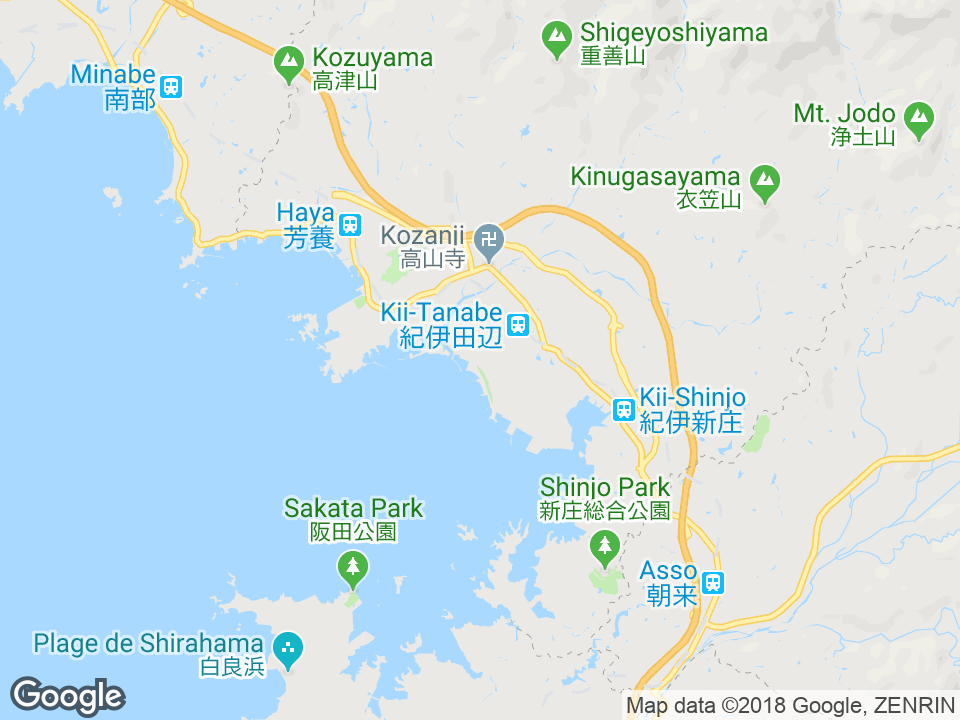 Shigeyoshiyama
重善山
Kozuyama
高津山
Minabe
南部
Mt. Jodo
浄土山
Kinugasayama
衣笠山
Haya
芳養
Kozanji
高山寺
Kii-Tanabe
紀伊田辺
Kii-Shinjo
紀伊新庄
Shinjo Park
新庄総合公園
Sakata Park
阪田公園
Asso
朝来
Plage de Shirahama
白良浜
Google
Map data ©2018 Google, ZENRIN